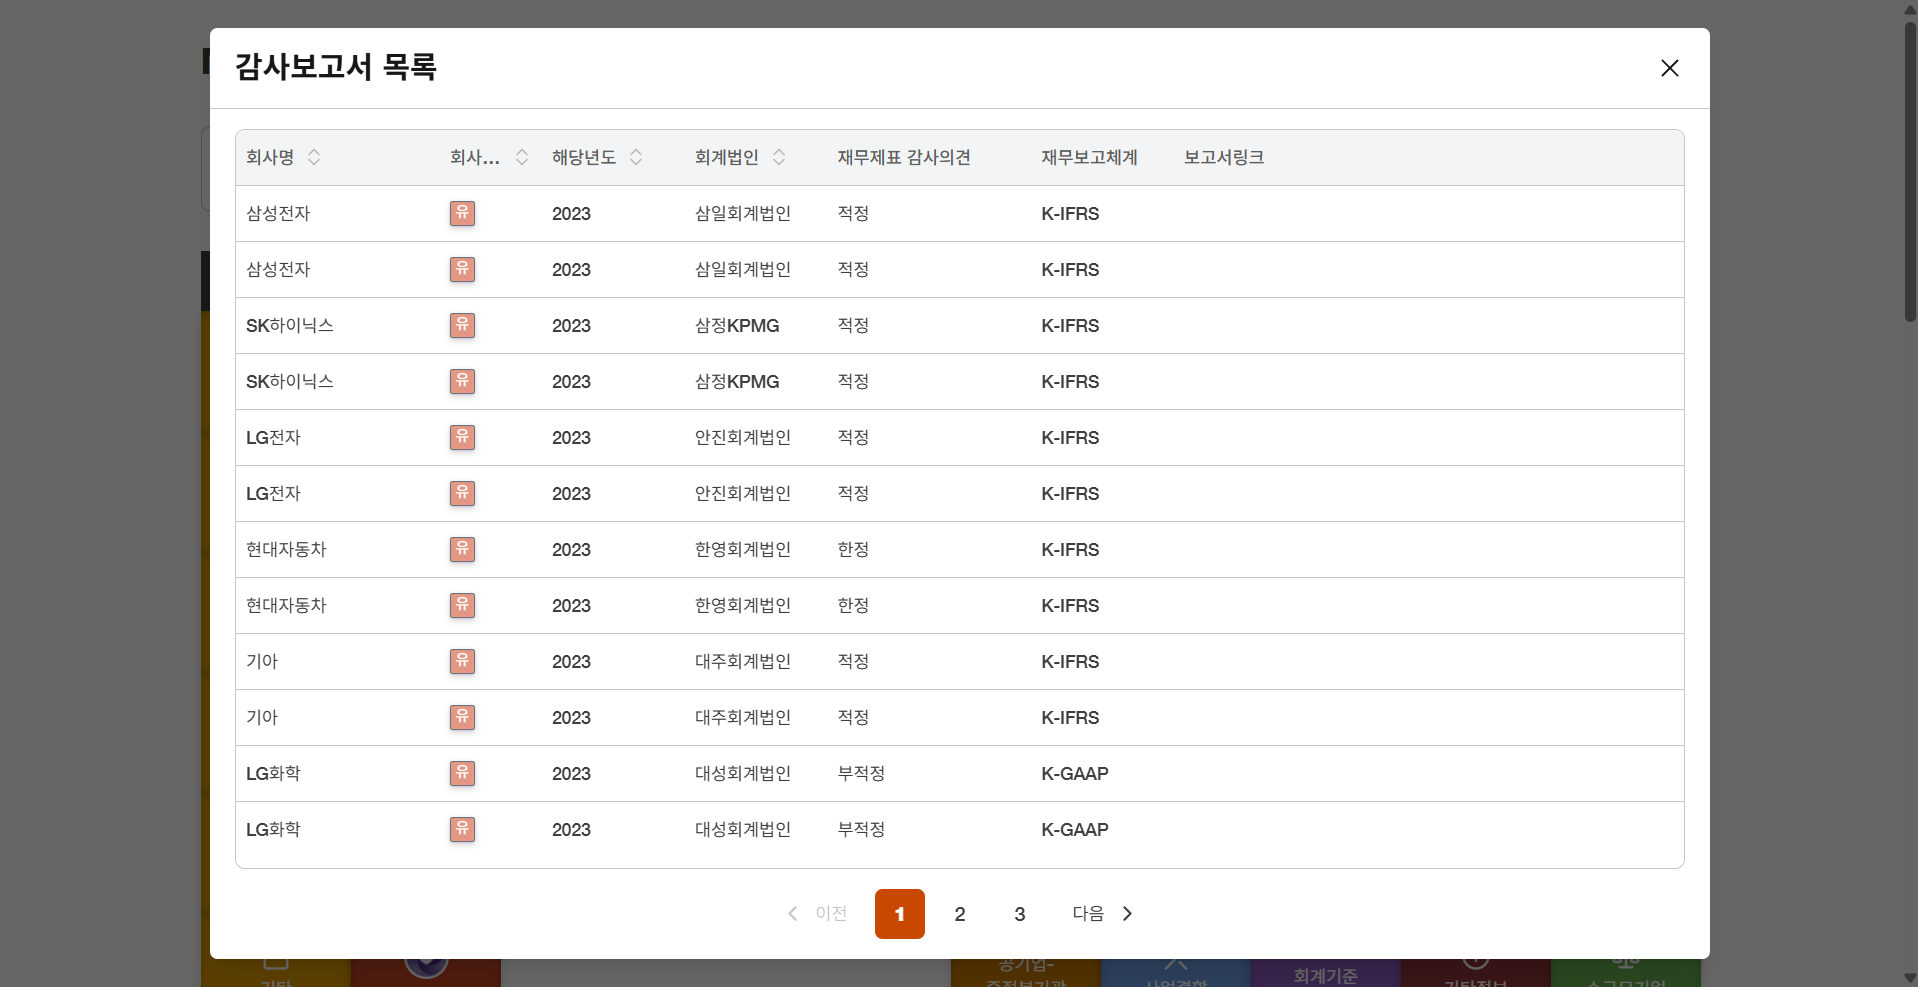 감사보고서 목록
회사명 회사... 해당년도 회계법인 재무제표 감사의견 재무보고체계 보고서링크
삼성전자 유 2023 삼일회계법인 적정 K-IFRS
삼성전자 유 2023 삼일회계법인 적정 K-IFRS
SK하이닉스 유 2023 삼정KPMG 적정 K-IFRS
SK하이닉스 유 2023 삼정KPMG 적정 K-IFRS
LG전자 유 2023 안진회계법인 적정 K-IFRS
LG전자 유 2023 안진회계법인 적정 K-IFRS
현대자동차 유 2023 한영회계법인 한정 K-IFRS
현대자동차 유 2023 한영회계법인 한정 K-IFRS
기아 유 2023 대주회계법인 적정 K-IFRS
기아 유 2023 대주회계법인 적정 K-IFRS
LG화학 유 2023 대성회계법인 부적정 K-GAAP
LG화학 유 2023 대성회계법인 부적정 K-GAAP
이전 1 2 3 다음
회계기준